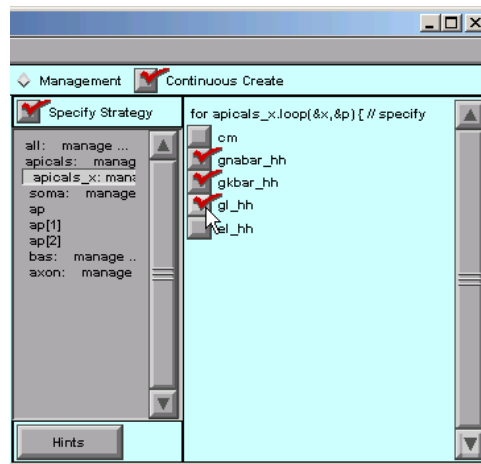 Management Continuous Create
Specify Strategy
all: manage ...
apicals: manag
apicals_x: mana
soma: manage
ap
ap[1]
ap[2]
bas: manage ..
axon: manage
Hints
for apicals_x.loop(&x,&p) { // specify
cm
gnabar_hh
gkbar_hh
gl_hh
el_hh